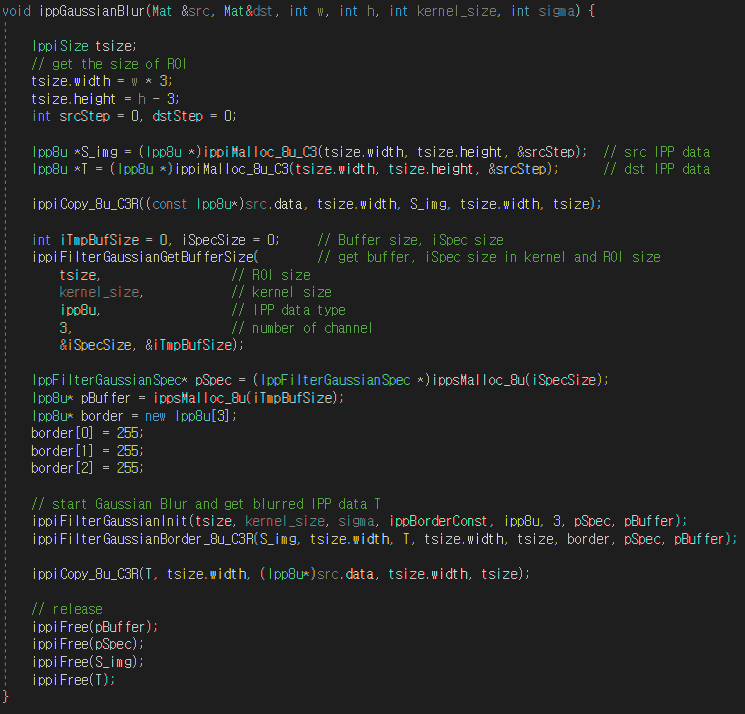 void ippGaussianBlur(Mat &src, Mat&dst, int w, int h, int kernel_size, int sigma) {
IppiSize tsize;
// get the size of ROI
tsize.width = w * 3;
tsize.height = h - 3;
int srcStep = 0, dstStep = 0;
Ipp8u *S_img = (Ipp8u *)ippiMalloc_8u_C3(tsize.width, tsize.height, &srcStep); // src IPP data
Ipp8u *T = (Ipp8u *)ippiMalloc_8u_C3(tsize.width, tsize.height, &srcStep); // dst IPP data
ippiCopy_8u_C3R((const Ipp8u*)src.data, tsize.width, S_img, tsize.width, tsize);
int iTmpBufSize = 0, iSpecSize = 0; // Buffer size, iSpec size
ippiFilterGaussianGetBufferSize( // get buffer, iSpec size in kernel and ROI size
tsize, // ROI size
kernel_size, // kernel size
ipp8u, // IPP data type
3, // number of channel
&iSpecSize, &iTmpBufSize);
IppFilterGaussianSpec* pSpec = (IppFilterGaussianSpec *)ippsMalloc_8u(iSpecSize);
Ipp8u* pBuffer = ippsMalloc_8u(iTmpBufSize);
Ipp8u* border = new Ipp8u[3];
border[0] = 255;
border[1] = 255;
border[2] = 255;
// start Gaussian Blur and get blurred IPP data T
ippiFilterGaussianInit(tsize, kernel_size, sigma, ippBorderConst, ipp8u, 3, pSpec, pBuffer);
ippiFilterGaussianBorder_8u_C3R(S_img, tsize.width, T, tsize.width, tsize, border, pSpec, pBuffer);
ippiCopy_8u_C3R(T, tsize.width, (Ipp8u*)src.data, tsize.width, tsize);
// release
ippiFree(pBuffer);
ippiFree(pSpec);
ippiFree(S_img);
ippiFree(T);
}